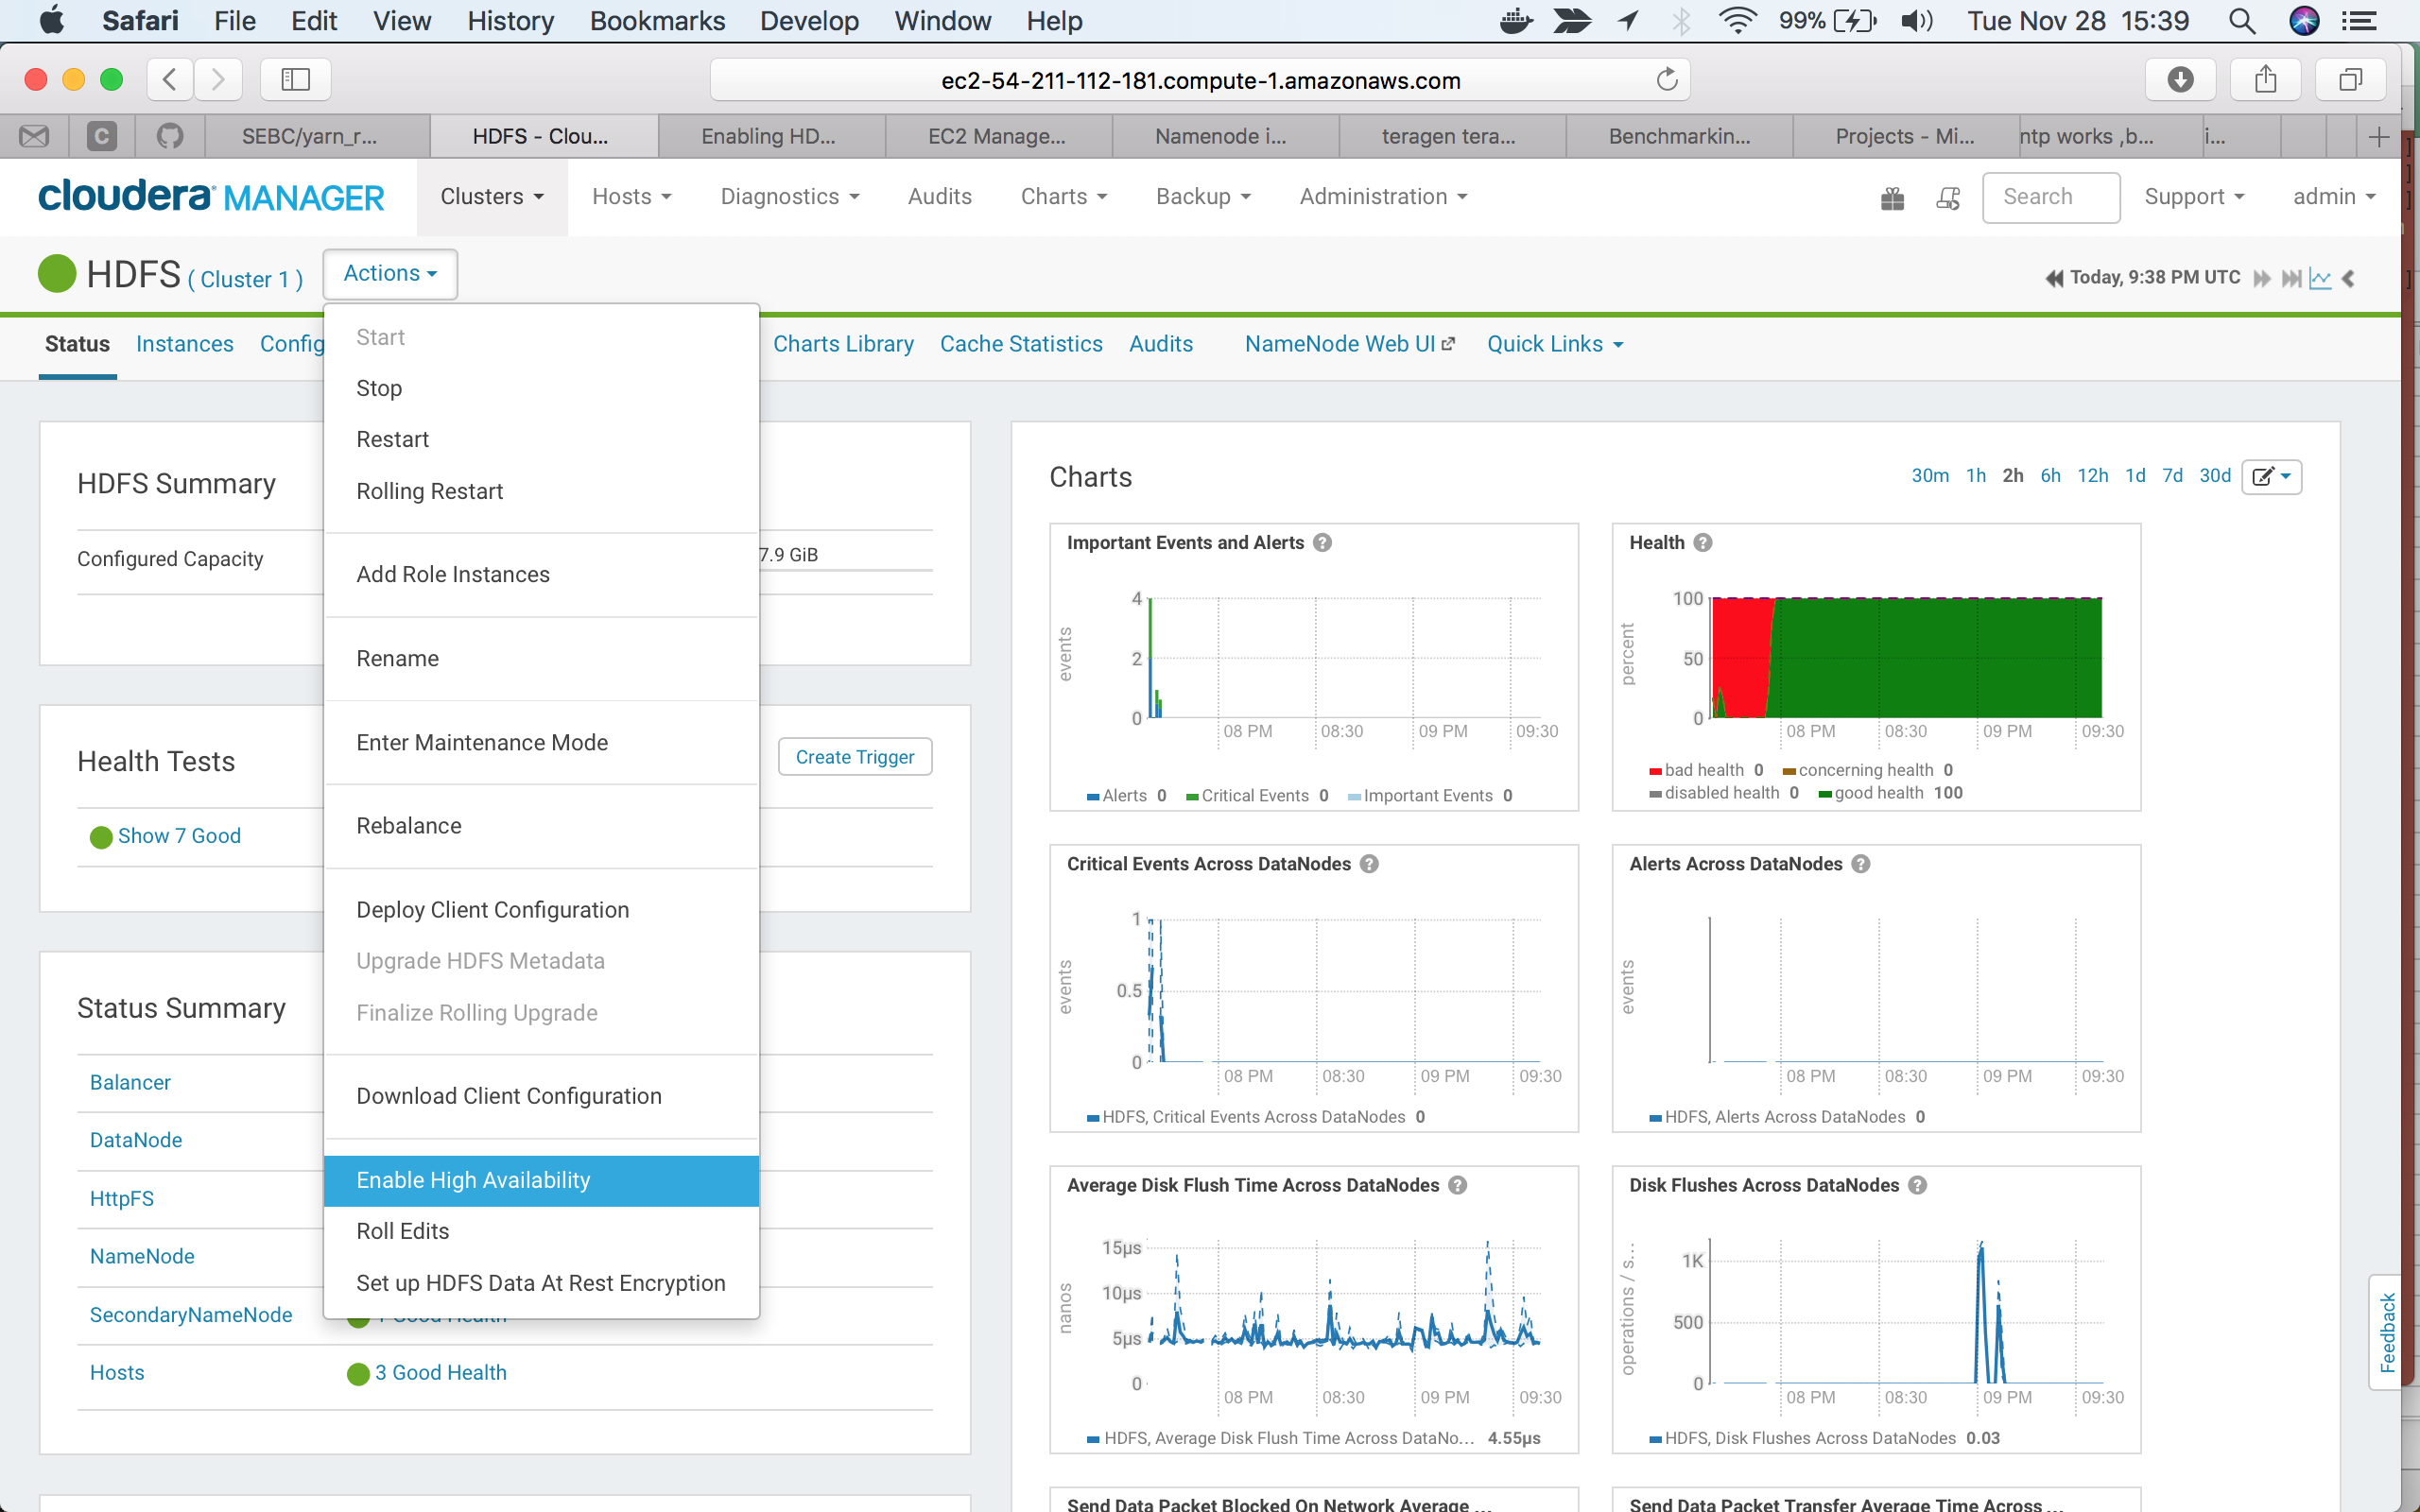 Safari File Edit View History Bookmarks Develop Window Help 99% Tue Nov 28 15:39
ec2-54-211-112-181.compute-1.amazonaws.com
C SEBC/yarn_r... HDFS - Clou... Enabling HD... EC2 Manage... Namenode i... teragen tera... Benchmarkin... Projects - Mi... ntp works ,b... i...
cloudera MANAGER Clusters Hosts Diagnostics Audits Charts Backup Administration Search Support admin
HDFS ( Cluster 1 ) Actions Today, 9:38 PM UTC
Status Instances Config Charts Library Cache Statistics Audits NameNode Web UI Quick Links
Start
Stop
Restart
Rolling Restart
Add Role Instances
Rename
Enter Maintenance Mode
Rebalance
Deploy Client Configuration
Upgrade HDFS Metadata
Finalize Rolling Upgrade
Download Client Configuration
Enable High Availability
Roll Edits
Set up HDFS Data At Rest Encryption
HDFS Summary
Configured Capacity 7.9 GiB
Health Tests Create Trigger
Show 7 Good
Status Summary
Balancer
DataNode
HttpFS
NameNode
SecondaryNameNode 1 Good Health
Hosts 3 Good Health
Charts 30m 1h 2h 6h 12h 1d 7d 30d
Important Events and Alerts ?
events
4
2
0
08 PM 08:30 09 PM 09:30
Alerts 0 Critical Events 0 Important Events 0
Health ?
percent
100
50
0
08 PM 08:30 09 PM 09:30
bad health 0 concerning health 0
disabled health 0 good health 100
Critical Events Across DataNodes ?
events
1
0.5
0
08 PM 08:30 09 PM 09:30
HDFS, Critical Events Across DataNodes 0
Alerts Across DataNodes ?
events
08 PM 08:30 09 PM 09:30
HDFS, Alerts Across DataNodes 0
Average Disk Flush Time Across DataNodes ?
nanos
15μs
10μs
5μs
0
08 PM 08:30 09 PM 09:30
HDFS, Average Disk Flush Time Across DataNo... 4.55μs
Disk Flushes Across DataNodes ?
operations / s...
1K
500
0
08 PM 08:30 09 PM 09:30
HDFS, Disk Flushes Across DataNodes 0.03
Send Data Packet Blocked On Network Average ...
Send Data Packet Transfer Average Time Across ...
Feedback